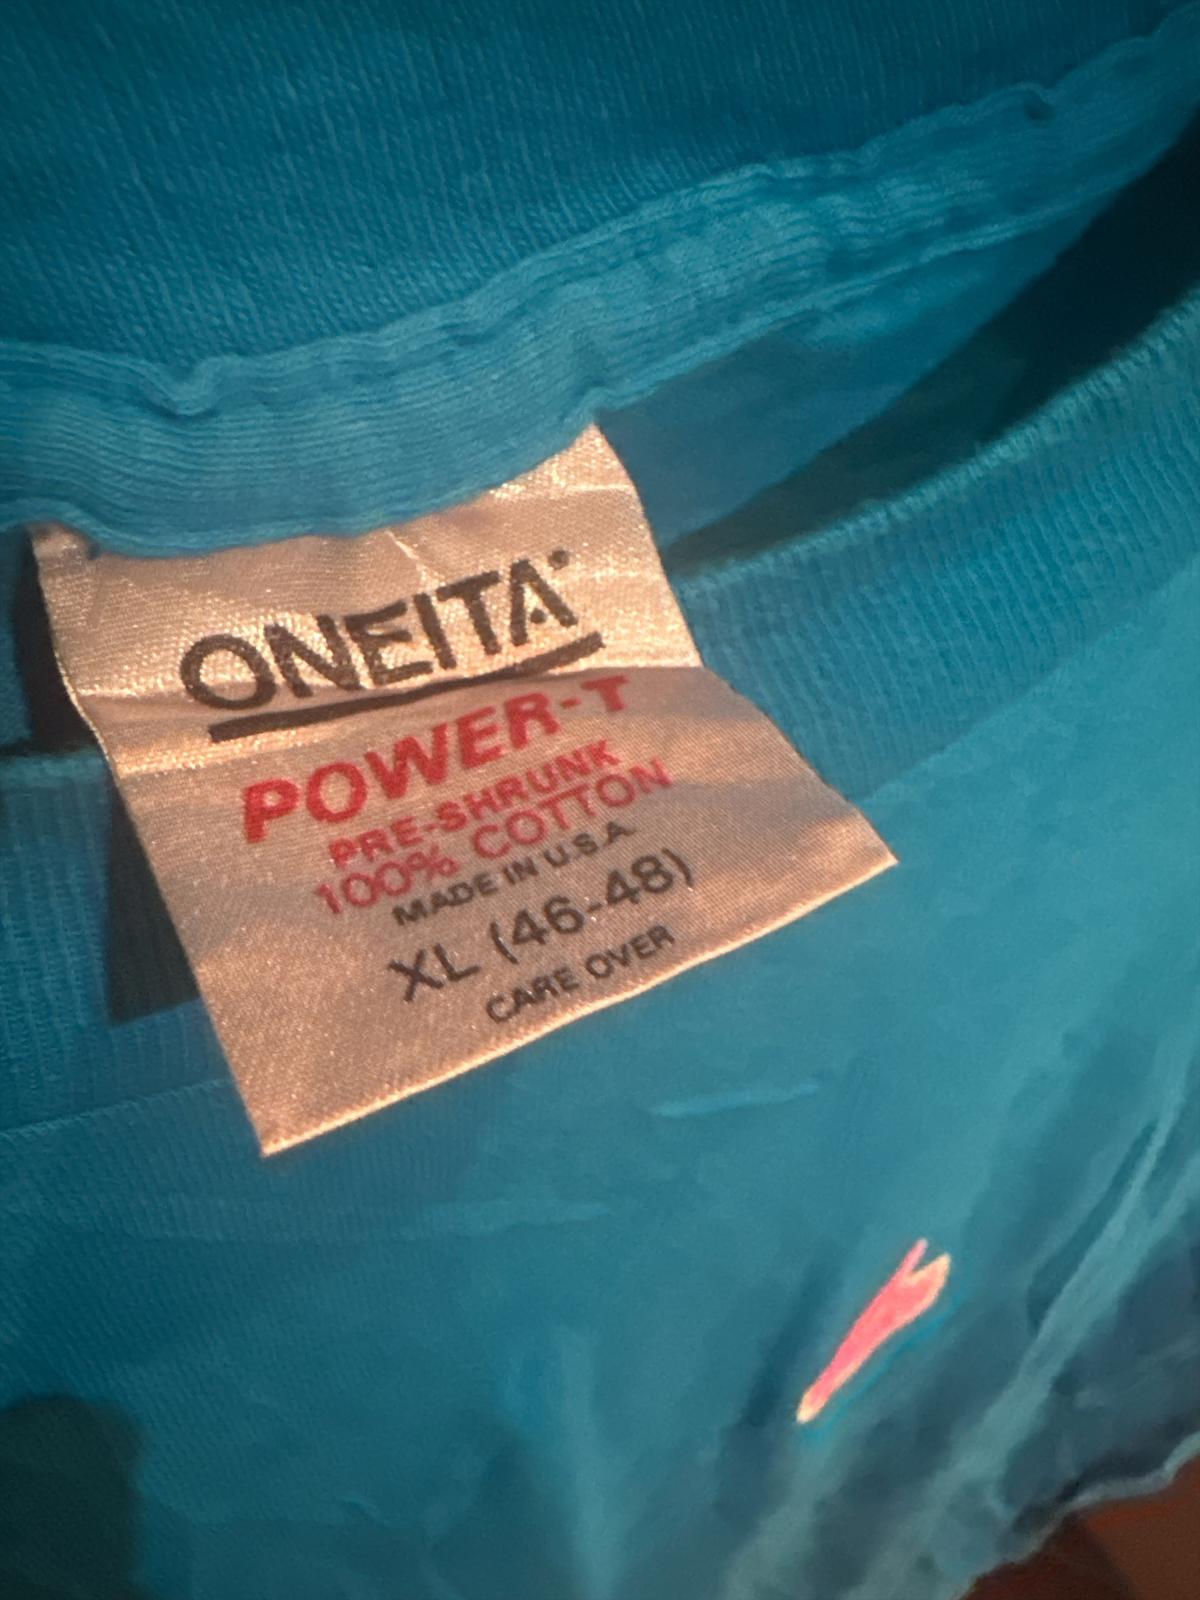 ONEITA
POWER-T
PRE-SHRUNK
100% COTTON
MADE IN U.S.A.
XL (46-48)
CARE OVER